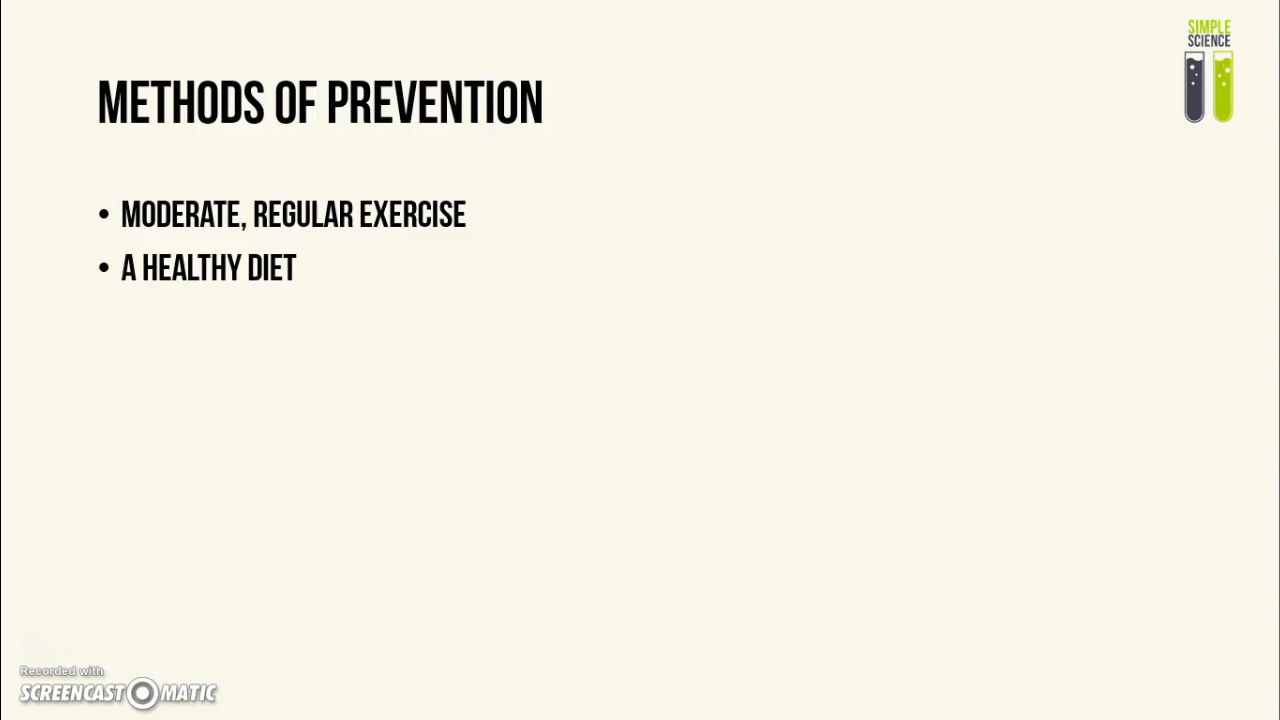 SIMPLE
SCIENCE
METHODS OF PREVENTION
• MODERATE, REGULAR EXERCISE
• A HEALTHY DIET
Recorded with
SCREENCAST MATIC